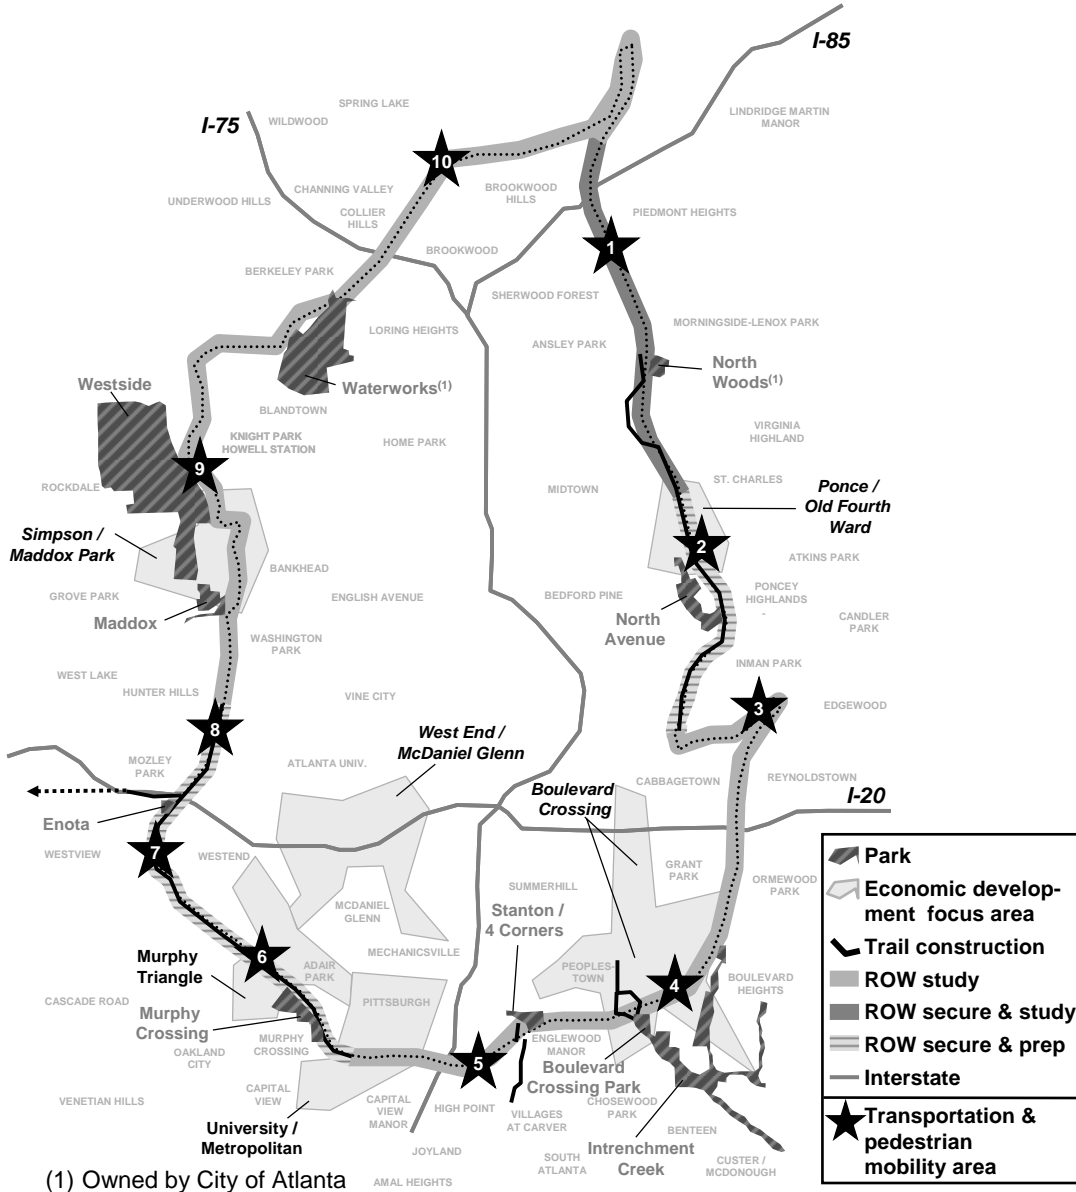 I-85
SPRING LAKE
I-75
WILDWOOD
LINDRIDGE MARTIN
MANOR
10
CHANNING VALLEY
BROOKWOOD
HILLS
UNDERWOOD HILLS
COLLIER
HILLS
PIEDMONT HEIGHTS
1
BROOKWOOD
BERKELEY PARK
SHERWOOD FOREST
MORNINGSIDE-LENOX PARK
LORING HEIGHTS
ANSLEY PARK
North
Woods(1)
Westside
Waterworks(1)
BLANDTOWN
VIRGINIA
HIGHLAND
KNIGHT PARK
HOWELL STATION
HOME PARK
9
ROCKDALE
MIDTOWN
ST. CHARLES
Ponce /
Old Fourth
Ward
Simpson /
Maddox Park
2
ATKINS PARK
BANKHEAD
GROVE PARK
ENGLISH AVENUE
BEDFORD PINE
PONCEY
HIGHLANDS
-
Maddox
North
Avenue
CANDLER
PARK
WASHINGTON
PARK
INMAN PARK
WEST LAKE
HUNTER HILLS
VINE CITY
3
EDGEWOOD
8
West End /
McDaniel Glenn
MOZLEY
PARK
ATLANTA UNIV.
CABBAGETOWN
REYNOLDSTOWN
Boulevard
Crossing
I-20
Enota
7
WESTVIEW
WESTEND
GRANT
PARK
ORMEWOOD
PARK
SUMMERHILL
MCDANIEL
GLENN
Stanton /
4 Corners
MECHANICSVILLE
6
Murphy
Triangle
ADAIR
PARK
PEOPLES-
TOWN
4
BOULEVARD
HEIGHTS
CASCADE ROAD
PITTSBURGH
Murphy
Crossing
MURPHY
CROSSING
OAKLAND
CITY
ENGLEWOOD
MANOR
5
Boulevard
Crossing Park
CAPITAL
VIEW
CAPITAL
VIEW
MANOR
VENETIAN HILLS
HIGH POINT
CHOSEWOOD
PARK
VILLAGES
AT CARVER
University /
Metropolitan
BENTEEN
JOYLAND
Intrenchment
Creek
SOUTH
ATLANTA
CUSTER /
MCDONOUGH
AMAL HEIGHTS
Park
Economic develop-
ment focus area
Trail construction
ROW study
ROW secure & study
ROW secure & prep
Interstate
Transportation &
pedestrian
mobility area
(1) Owned by City of Atlanta